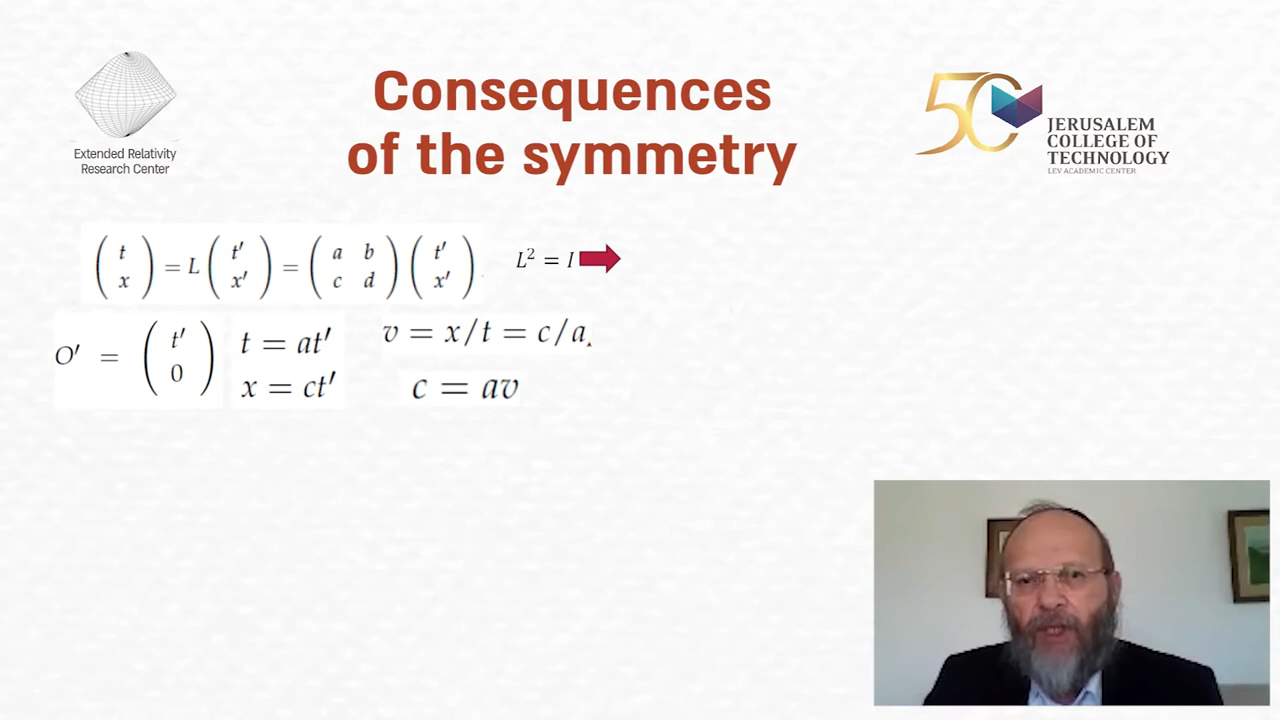 Consequences
of the symmetry
Extended Relativity
Research Center
50
JERUSALEM
COLLEGE OF
TECHNOLOGY
LEV ACADEMIC CENTER
( t x ) = L ( t′ x′ ) = ( a b c d ) ( t′ x′ ) L² = I
O′ = ( t′ 0 )
t = at′
x = ct′
v = x/t = c/a,
c = av